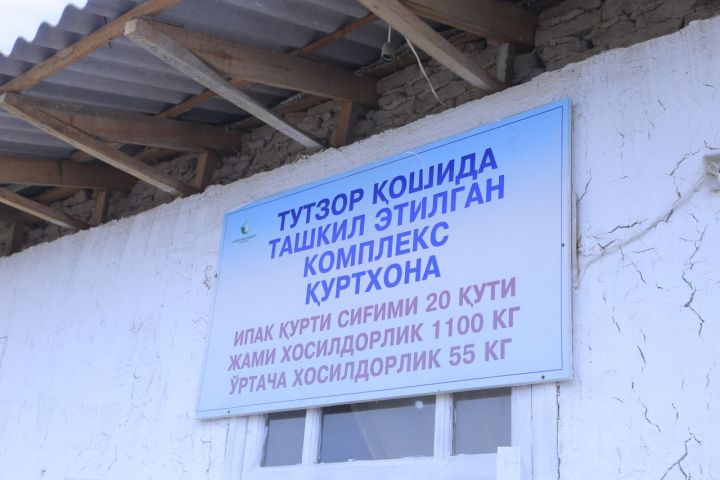 ТУТЗОР ҚОШИДА
ТАШКИЛ ЭТИЛГАН
КОМПЛЕКС
ҚУРТХОНА
ИПАК ҚУРТИ СИҒИМИ 20 ҚУТИ
ЖАМИ ХОСИЛДОРЛИК 1100 КГ
ЎРТАЧА ХОСИЛДОРЛИК 55 КГ